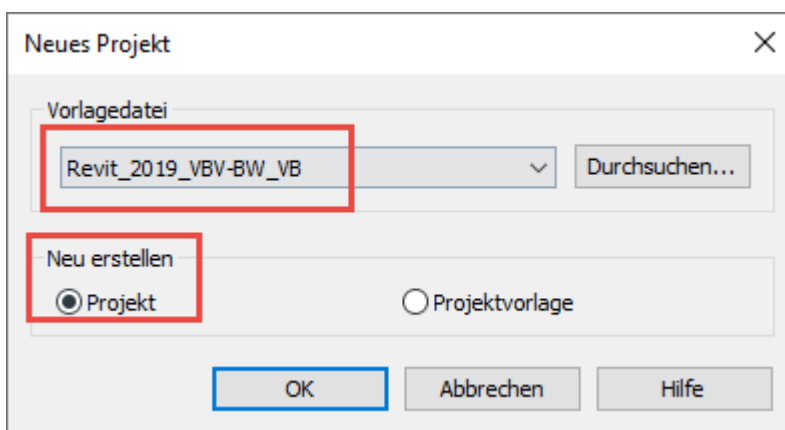 Neues Projekt
Vorlagedatei
Revit_2019_VBV-BW_VB
Durchsuchen...
Neu erstellen
Projekt
Projektvorlage
OK
Abbrechen
Hilfe